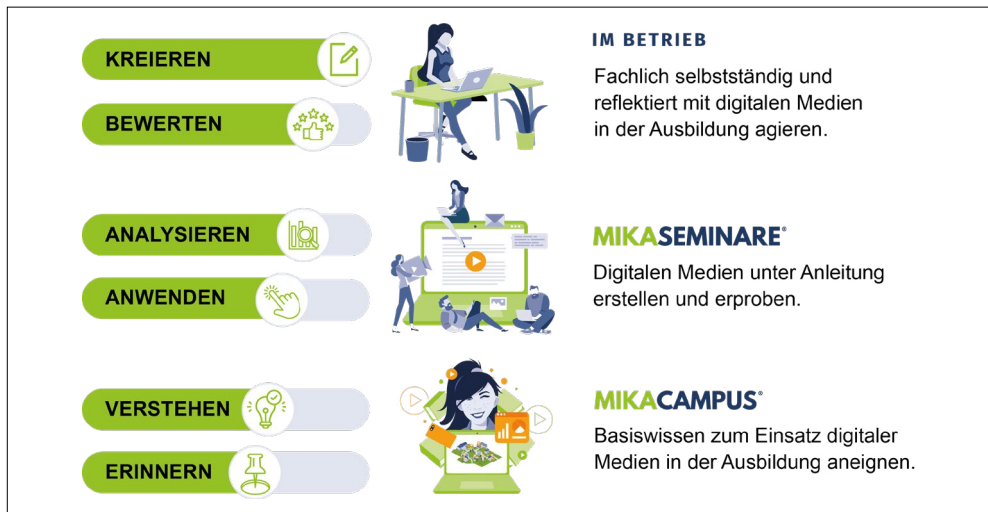 KREIEREN
BEWERTEN
IM BETRIEB
Fachlich selbstständig und
reflektiert mit digitalen Medien
in der Ausbildung agieren.
ANALYSIEREN
ANWENDEN
MIKASEMINARE®
Digitalen Medien unter Anleitung
erstellen und erproben.
VERSTEHEN
ERINNERN
MIKACAMPUS®
Basiswissen zum Einsatz digitaler
Medien in der Ausbildung aneignen.